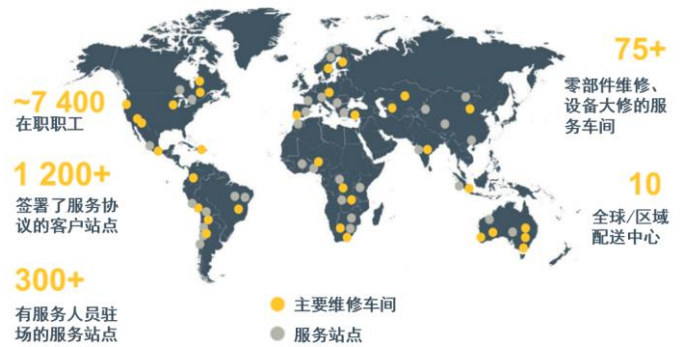 ~7 400
在职职工
1 200+
签署了服务协
议的客户站点
300+
有服务人员驻
场的服务站点
75+
零部件维修、
设备大修的服
务车间
10
全球/区域
配送中心
主要维修车间
服务站点